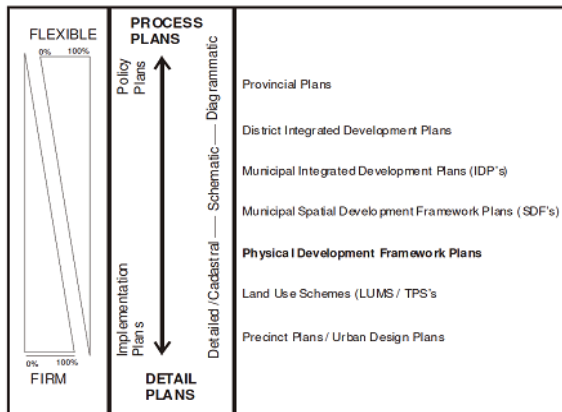 FLEXIBLE
0% 100%
0% 100%
FIRM
PROCESS
PLANS
Policy
Plans
Implementation
Plans
Detailed /Cadastral — Schematic — Diagrammatic
DETAIL
PLANS
Provincial Plans
District Integrated Development Plans
Municipal Integrated Development Plans (IDP's)
Municipal Spatial Development Framework Plans (SDF's)
Physical Development Framework Plans
Land Use Schemes (LUMS / TPS's
Precinct Plans / Urban Design Plans